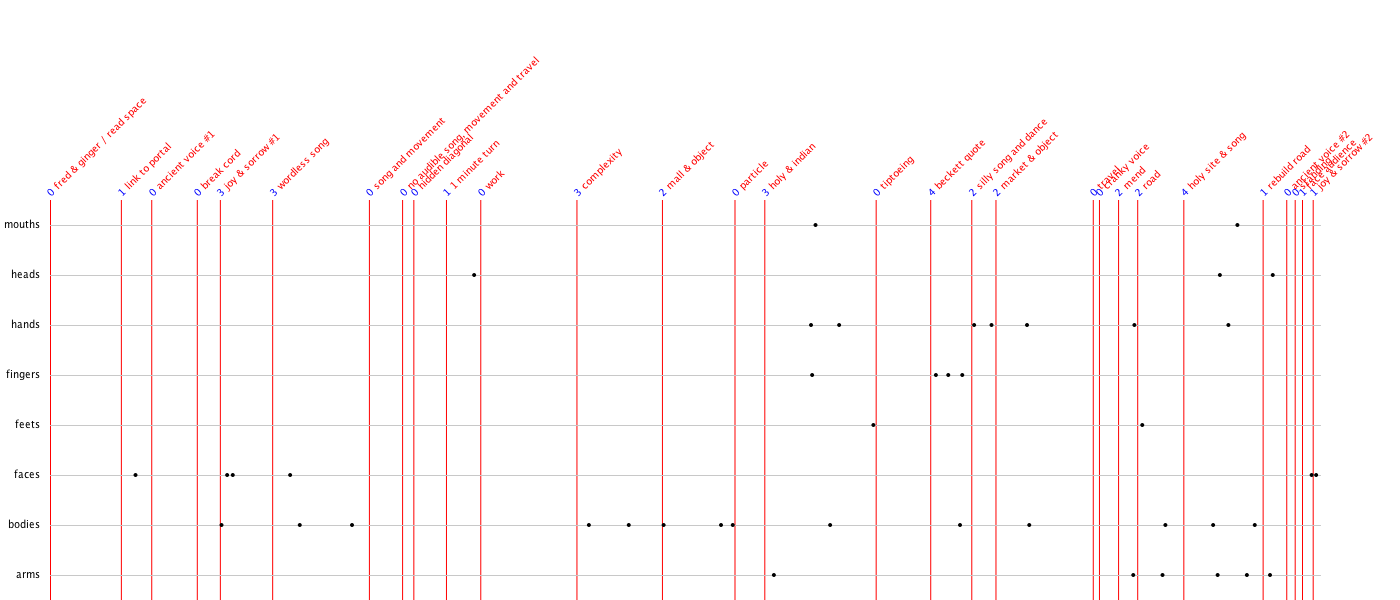 0 fred & ginger / read space
1 link to portal
0 ancient voice #1
0 break cord
3 joy & sorrow #1
3 wordless song
0 song and movement
0 no audible song, movement and travel
0 hidden diagonal
1 1 minute turn
0 work
3 complexity
2 mall & object
0 particle
3 holy & indian
0 tiptoeing
4 beckett quote
2 silly song and dance
2 market & object
0 travel
0 cranky voice
2 mend
2 road
4 holy site & song
1 rebuild road
0 ancient voice #2
0
1 face audience
1 joy & sorrow #2
mouths
heads
hands
fingers
feets
faces
bodies
arms